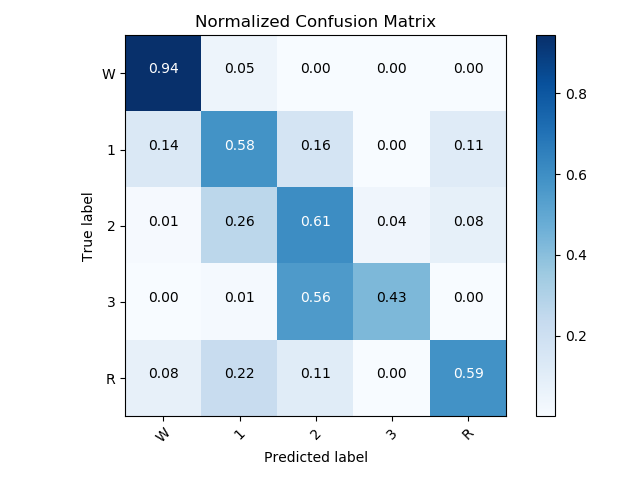 Normalized Confusion Matrix
W 0.94 0.05 0.00 0.00 0.00
1 0.14 0.58 0.16 0.00 0.11
2 0.01 0.26 0.61 0.04 0.08
3 0.00 0.01 0.56 0.43 0.00
R 0.08 0.22 0.11 0.00 0.59
W 1 2 3 R
True label
Predicted label
0.8
0.6
0.4
0.2